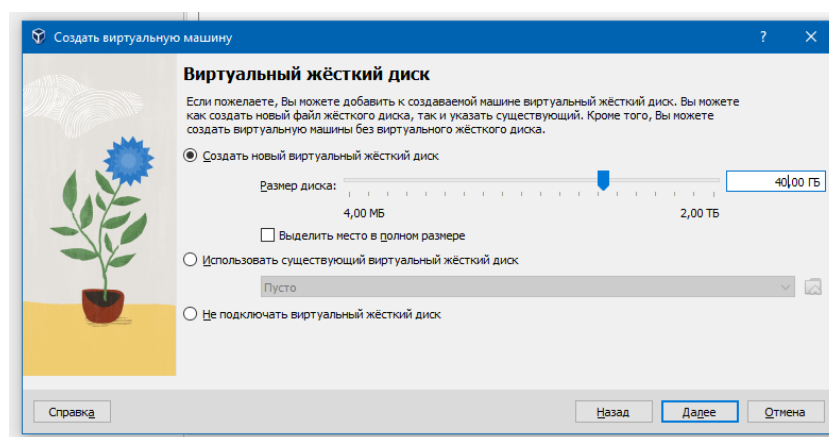 Создать виртуальную машину
Виртуальный жёсткий диск
Если пожелаете, Вы можете добавить к создаваемой машине виртуальный жёсткий диск. Вы можете
как создать новый файл жёсткого диска, так и указать существующий. Кроме того, Вы можете
создать виртуальную машины без виртуального жёсткого диска.
Создать новый виртуальный жёсткий диск
Размер диска: 40,00 ГБ
4,00 МБ 2,00 ТБ
Выделить место в полном размере
Использовать существующий виртуальный жёсткий диск
Пусто
Не подключать виртуальный жёсткий диск
Справка Назад Далее Отмена